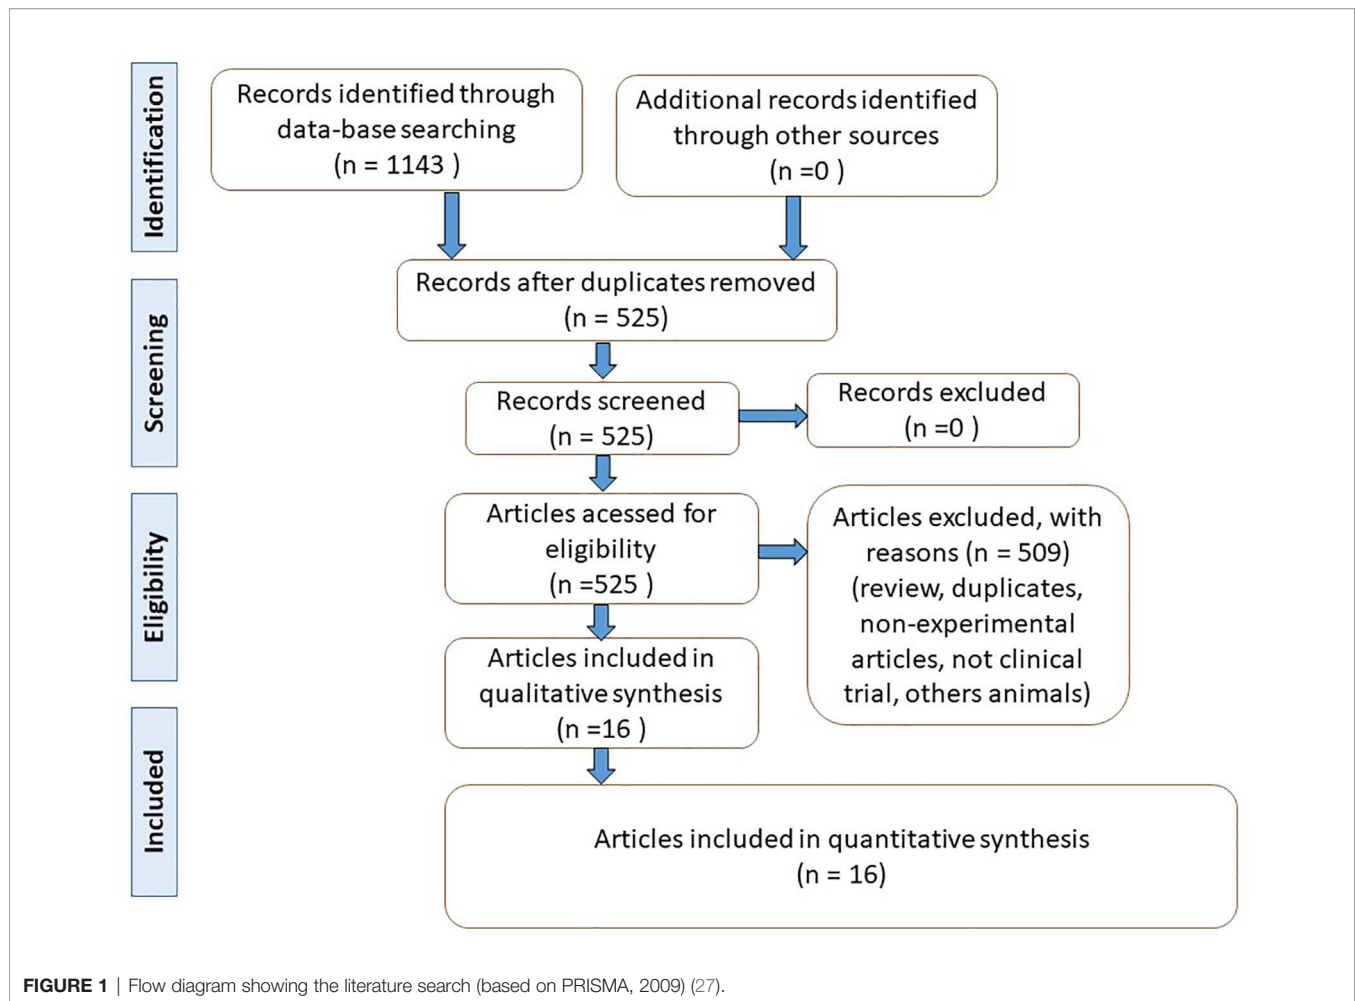 Identification
Records identified through
data-base searching
(n = 1143 )
Additional records identified
through other sources
(n =0 )
Screening
Records after duplicates removed
(n = 525)
Records screened
(n = 525)
Records excluded
(n =0 )
Eligibility
Articles acessed for
eligibility
(n =525 )
Articles excluded, with
reasons (n = 509)
(review, duplicates,
non-experimental
articles, not clinical
trial, others animals)
Articles included in
qualitative synthesis
(n =16 )
Included
Articles included in quantitative synthesis
(n = 16)
FIGURE 1 | Flow diagram showing the literature search (based on PRISMA, 2009) (27).